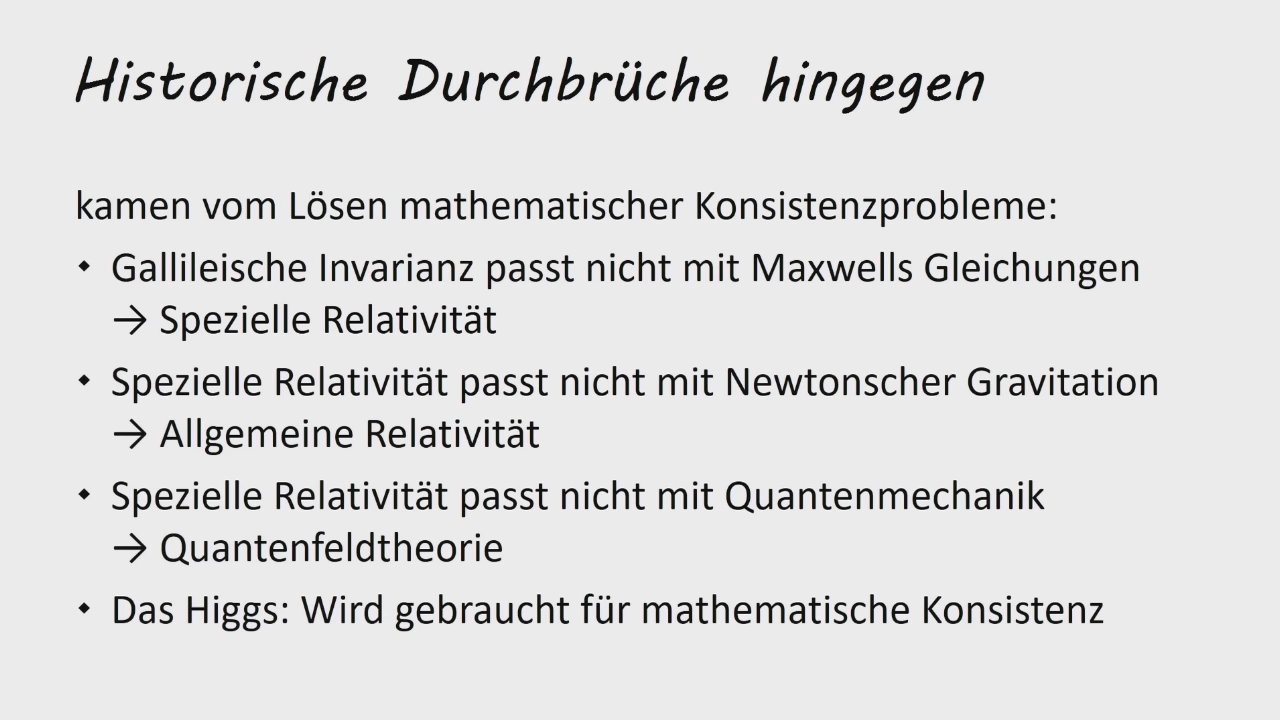 Historische Durchbrüche hingegen
kamen vom Lösen mathematischer Konsistenzprobleme:
• Gallileische Invarianz passt nicht mit Maxwells Gleichungen
→ Spezielle Relativität
• Spezielle Relativität passt nicht mit Newtonscher Gravitation
→ Allgemeine Relativität
• Spezielle Relativität passt nicht mit Quantenmechanik
→ Quantenfeldtheorie
• Das Higgs: Wird gebraucht für mathematische Konsistenz